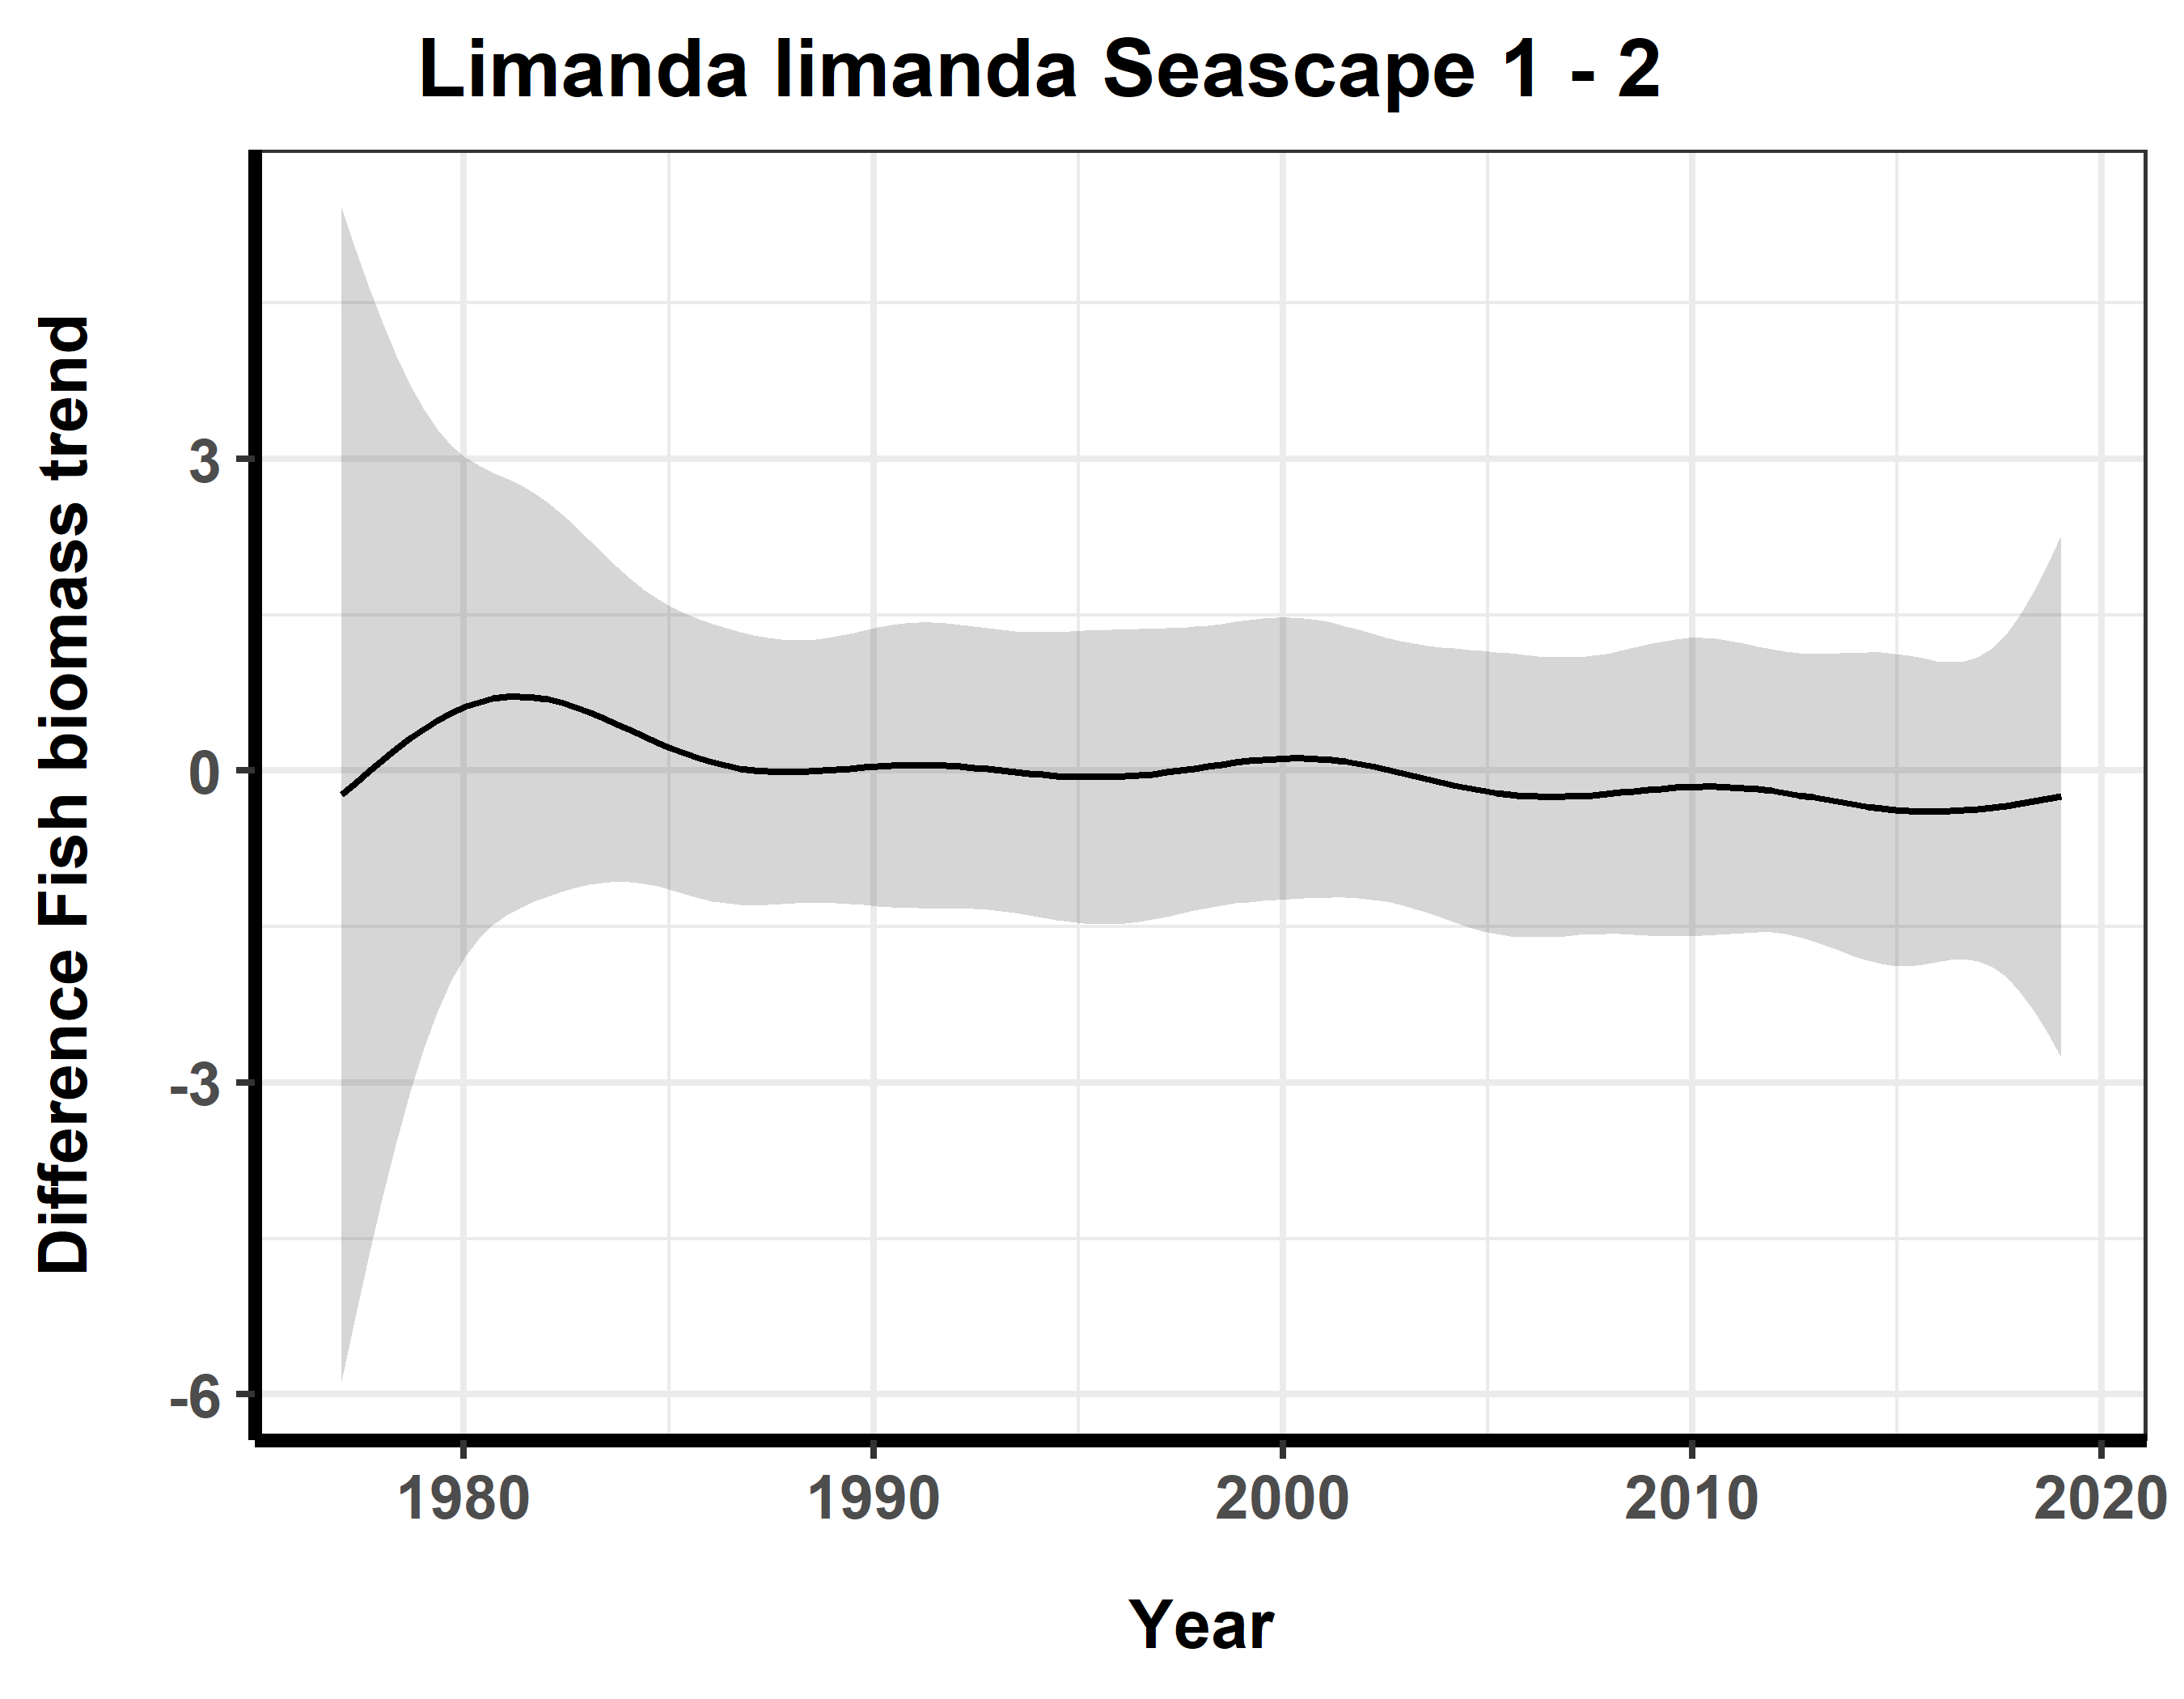 Limanda limanda Seascape 1 - 2
Difference Fish biomass trend
3
0
-3
-6
1980 1990 2000 2010 2020
Year